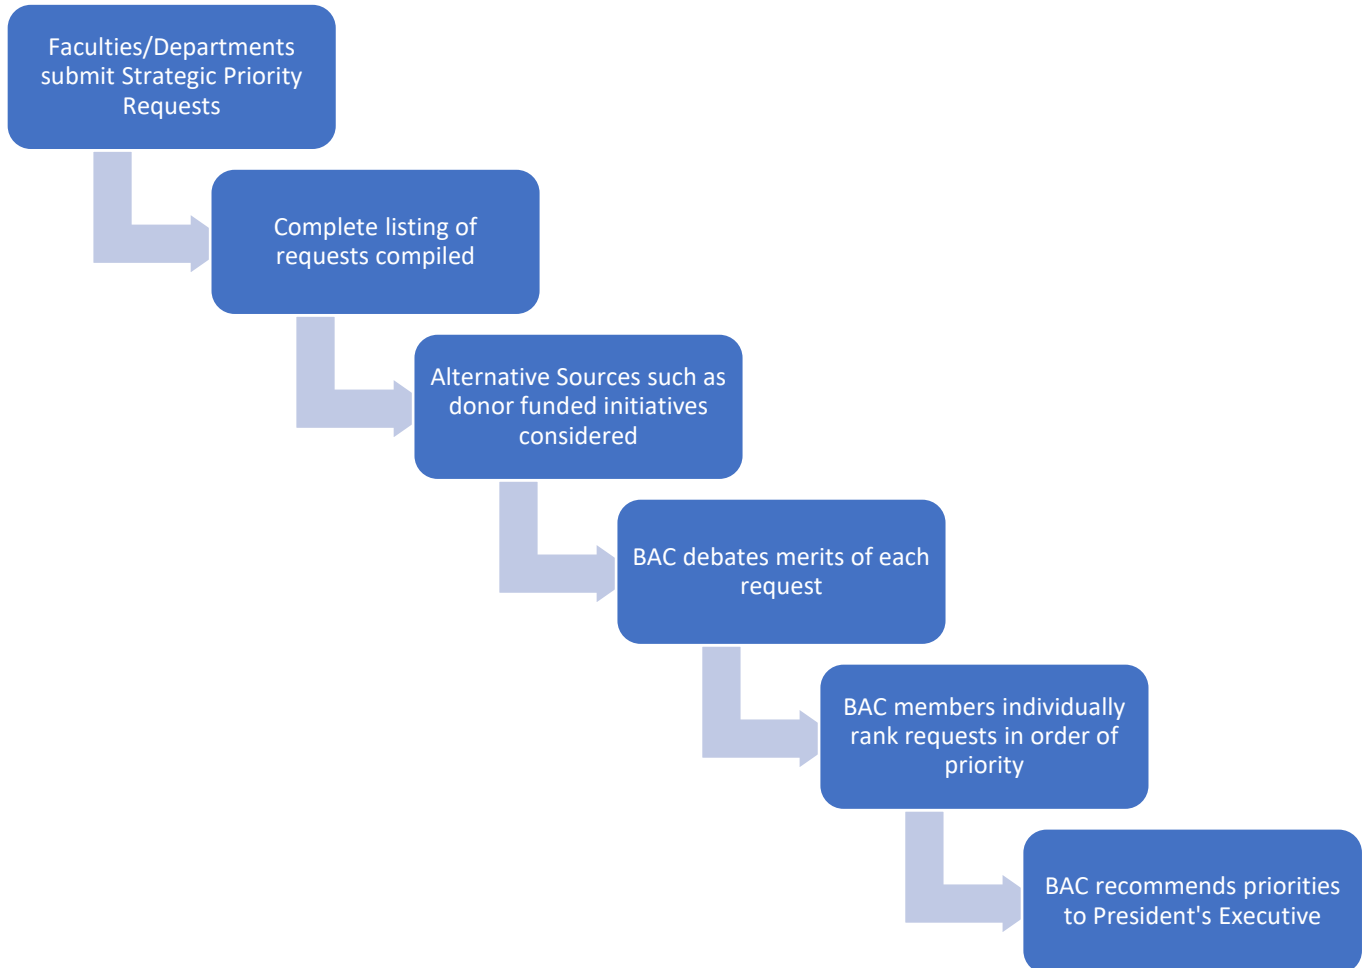 Faculties/Departments
submit Strategic Priority
Requests
Complete listing of
requests compiled
Alternative Sources such as
donor funded initiatives
considered
BAC debates merits of each
request
BAC members individually
rank requests in order of
priority
BAC recommends priorities
to President's Executive